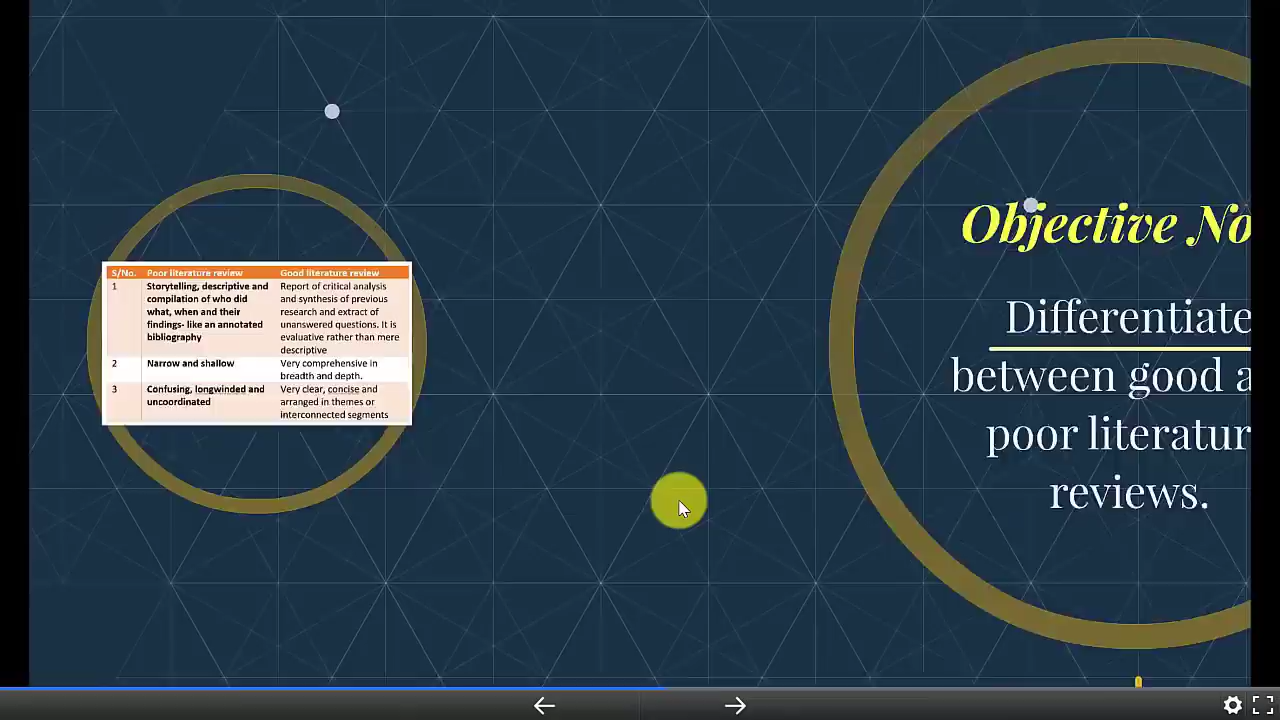 S/No. Poor literature review Good literature review
1 Storytelling, descriptive and Report of critical analysis
compilation of who did and synthesis of previous
what, when and their research and extract of
findings- like an annotated unanswered questions. It is
bibliography evaluative rather than mere
descriptive
2 Narrow and shallow Very comprehensive in
breadth and depth.
3 Confusing, longwinded and Very clear, concise and
uncoordinated arranged in themes or
interconnected segments
Objective No
Differentiate
between good a
poor literatur
reviews.